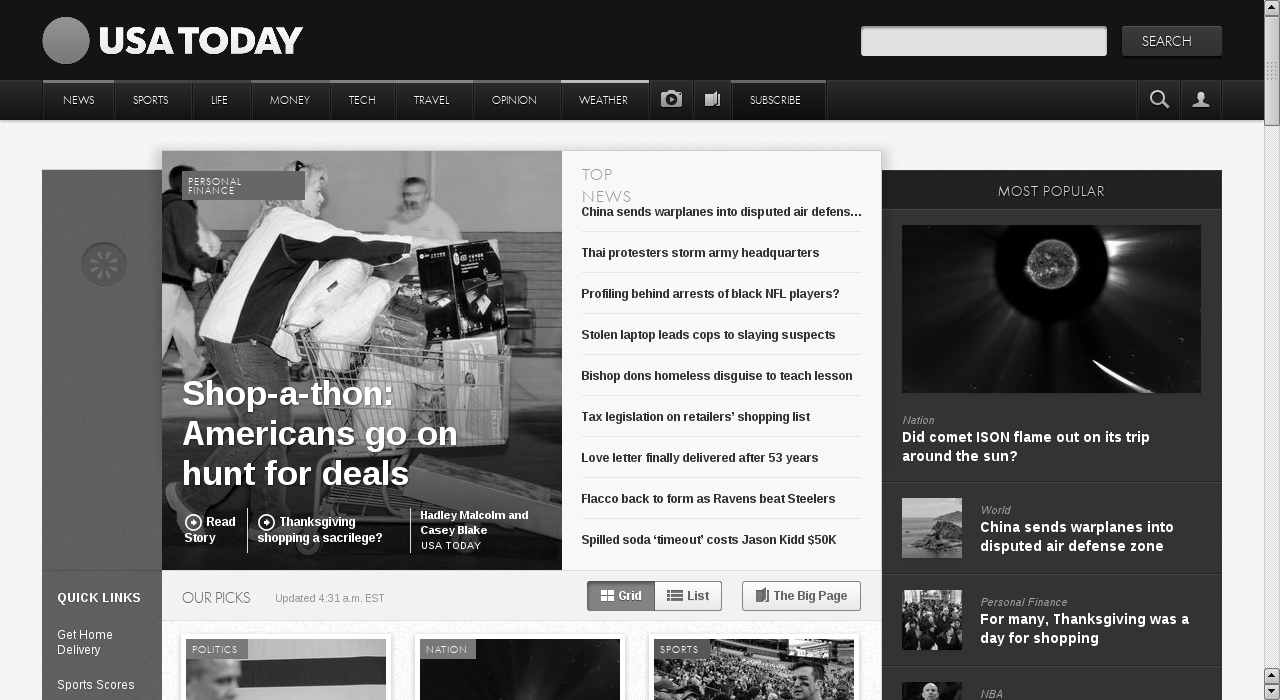 USA TODAY
SEARCH
NEWS
SPORTS
LIFE
MONEY
TECH
TRAVEL
OPINION
WEATHER
SUBSCRIBE
PERSONAL
FINANCE
Shop-a-thon:
Americans go on
hunt for deals
Read
Story
Thanksgiving
shopping a sacrilege?
Hadley Malcolm and
Casey Blake
USA TODAY
TOP
NEWS
China sends warplanes into disputed air defens...
Thai protesters storm army headquarters
Profiling behind arrests of black NFL players?
Stolen laptop leads cops to slaying suspects
Bishop dons homeless disguise to teach lesson
Tax legislation on retailers’ shopping list
Love letter finally delivered after 53 years
Flacco back to form as Ravens beat Steelers
Spilled soda ‘timeout’ costs Jason Kidd $50K
MOST POPULAR
Nation
Did comet ISON flame out on its trip
around the sun?
World
China sends warplanes into
disputed air defense zone
Personal Finance
For many, Thanksgiving was a
day for shopping
NBA
QUICK LINKS
Get Home
Delivery
Sports Scores
OUR PICKS
Updated 4:31 a.m. EST
Grid
List
The Big Page
POLITICS
NATION
SPORTS